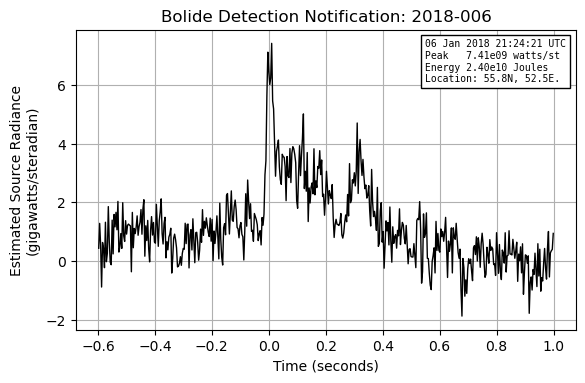 Bolide Detection Notification: 2018-006
06 Jan 2018 21:24:21 UTC
Peak   7.41e09 watts/st
Energy 2.40e10 Joules
Location: 55.8N, 52.5E.
Estimated Source Radiance
(gigawatts/steradian)
6
4
2
0
−2
−0.6 −0.4 −0.2 0.0 0.2 0.4 0.6 0.8 1.0
Time (seconds)